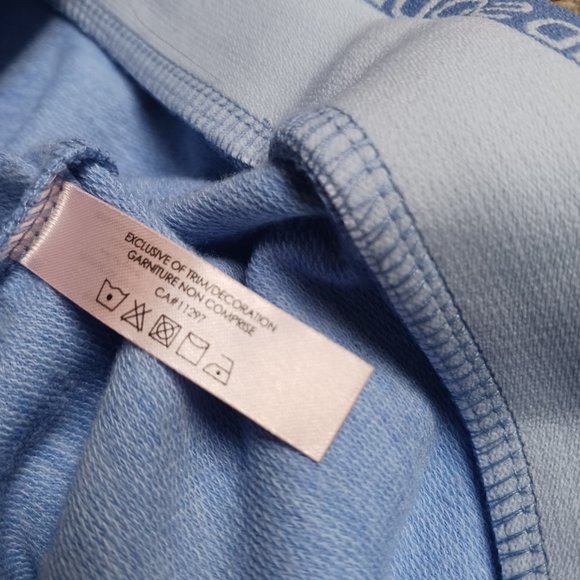 EXCLUSIVE OF TRIM/DECORATION
GARNITURE NON COMPRISE
CA#11297